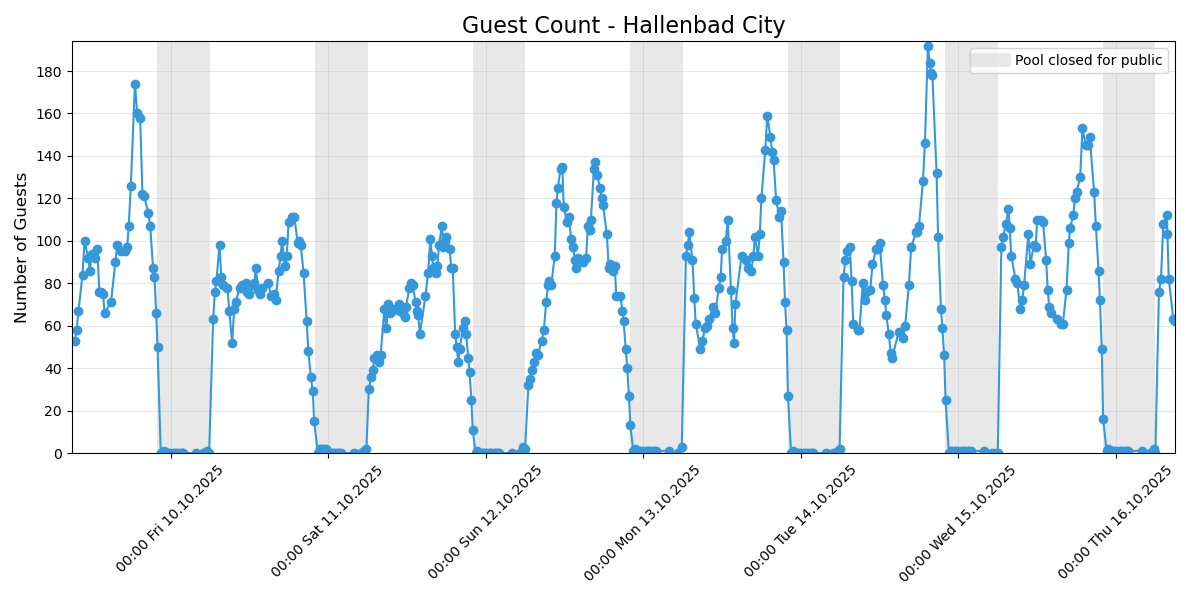 Guest Count - Hallenbad City
Pool closed for public
Number of Guests
180
160
140
120
100
80
60
40
20
0
00:00 Fri 10.10.2025
00:00 Sat 11.10.2025
00:00 Sun 12.10.2025
00:00 Mon 13.10.2025
00:00 Tue 14.10.2025
00:00 Wed 15.10.2025
00:00 Thu 16.10.2025